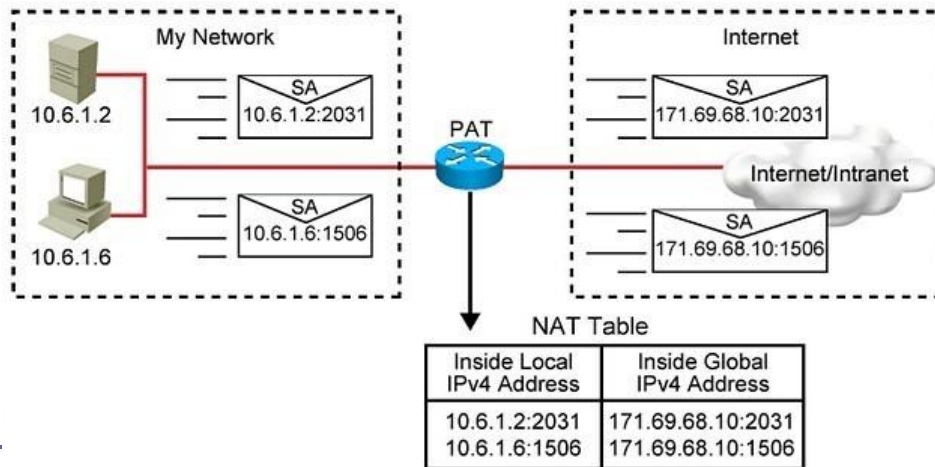 My Network
10.6.1.2
SA
10.6.1.2:2031
10.6.1.6
SA
10.6.1.6:1506
PAT
Internet
SA
171.69.68.10:2031
Internet/Intranet
SA
171.69.68.10:1506
NAT Table
Inside Local
IPv4 Address
Inside Global
IPv4 Address
10.6.1.2:2031
171.69.68.10:2031
10.6.1.6:1506
171.69.68.10:1506